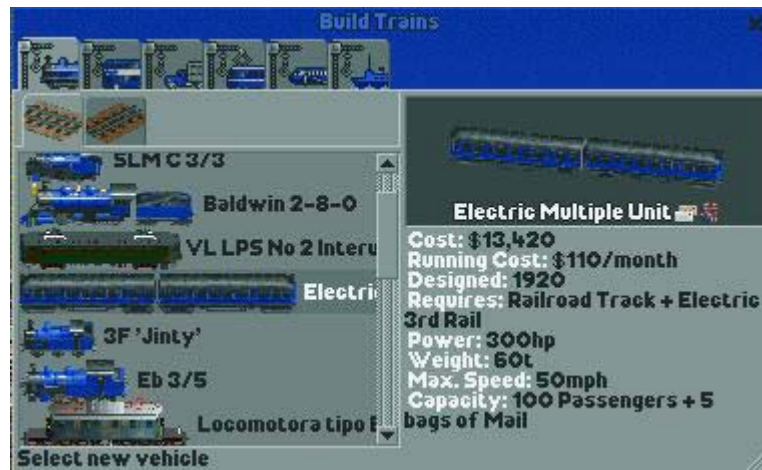 Build Trains
SLM C 3/3
Baldwin 2-8-0
VL LPS No 2 Interu
Electri
3F 'Jinty'
Eb 3/5
Locomotora tipo
Select new vehicle
Electric Multiple Unit
Cost: $13,420
Running Cost: $110/month
Designed: 1920
Requires: Railroad Track + Electric
3rd Rail
Power: 300hp
Weight: 60t
Max. Speed: 50mph
Capacity: 100 Passengers + 5
bags of Mail